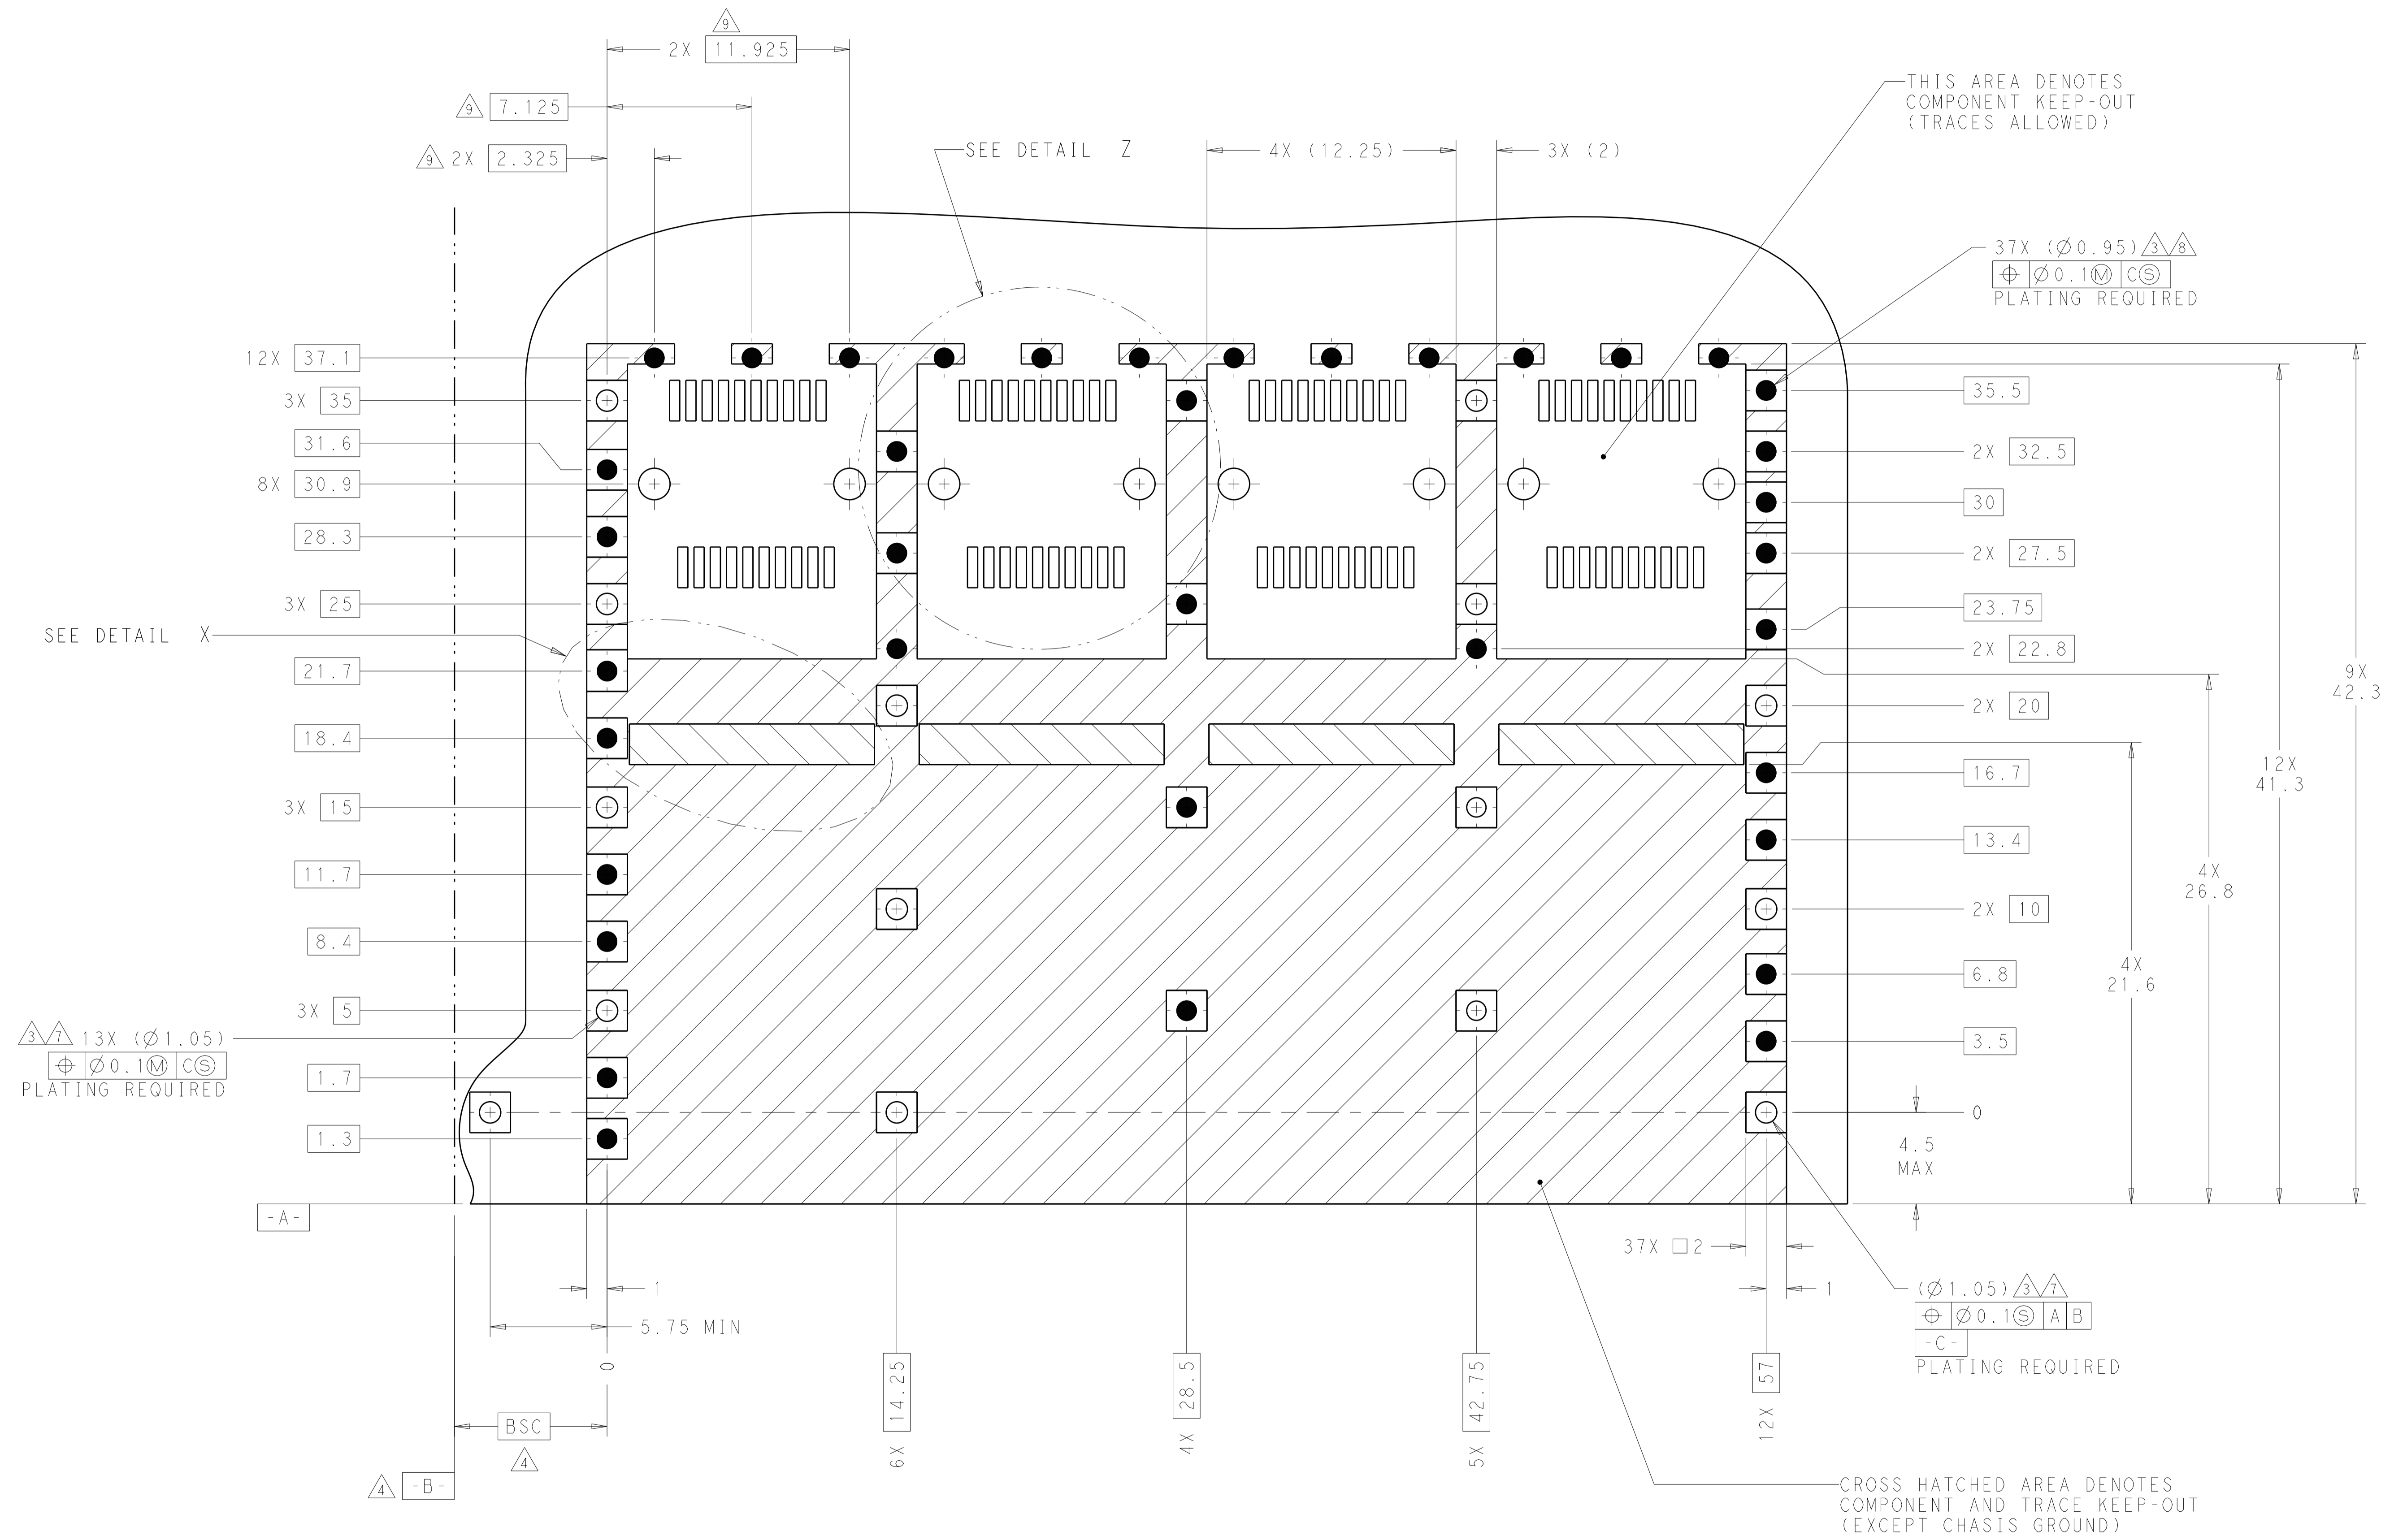 9
2X 11.925
9 7.125
9 2X 2.325
SEE DETAIL Z
4X (12.25)
3X (2)
THIS AREA DENOTES
COMPONENT KEEP-OUT
(TRACES ALLOWED)
37X (Ø0.95) 3 8
⌖ Ø0.1Ⓜ CⓈ
PLATING REQUIRED
12X 37.1
3X 35
31.6
8X 30.9
28.3
3X 25
SEE DETAIL X
21.7
18.4
3X 15
11.7
8.4
3X 5
3 7 13X (Ø1.05)
⌖ Ø0.1Ⓜ CⓈ
PLATING REQUIRED
1.7
1.3
-A-
35.5
2X 32.5
30
2X 27.5
23.75
2X 22.8
2X 20
16.7
13.4
2X 10
6.8
3.5
0
4.5
MAX
9X
42.3
12X
41.3
4X
26.8
4X
21.6
37X □2
1
1
5.75 MIN
0
BSC
4
4 -B-
6X 14.25
4X 28.5
5X 42.75
12X 57
(Ø1.05) 3 7
⌖ Ø0.1Ⓢ A B
-C-
PLATING REQUIRED
CROSS HATCHED AREA DENOTES
COMPONENT AND TRACE KEEP-OUT
(EXCEPT CHASIS GROUND)